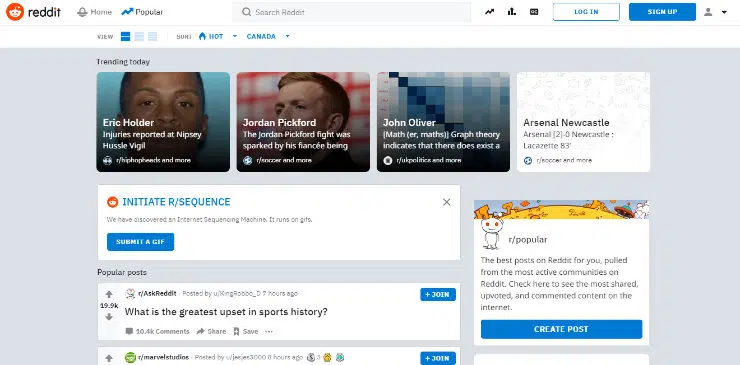 reddit Home Popular Search Reddit LOG IN SIGN UP
VIEW SORT HOT CANADA
Trending today
Eric Holder
Injuries reported at Nipsey
Hussle Vigil
r/hiphopheads and more
Jordan Pickford
The Jordan Pickford fight was
sparked by his fiancée being
r/soccer and more
John Oliver
[Math (er, maths)] Graph theory
indicates that there does exist a
r/ukpolitics and more
Arsenal Newcastle
Arsenal [2]-0 Newcastle :
Lacazette 83'
r/soccer and more
INITIATE R/SEQUENCE
We have discovered an Internet Sequencing Machine. It runs on gifs.
SUBMIT A GIF
Popular posts
r/AskReddit · Posted by u/KingRobbo_D 7 hours ago
+ JOIN
19.9k
What is the greatest upset in sports history?
10.4k Comments Share Save
r/marvelstudios · Posted by u/jesjes3000 8 hours ago 3
+ JOIN
r/popular
The best posts on Reddit for you, pulled
from the most active communities on
Reddit. Check here to see the most shared,
upvoted, and commented content on the
internet.
CREATE POST